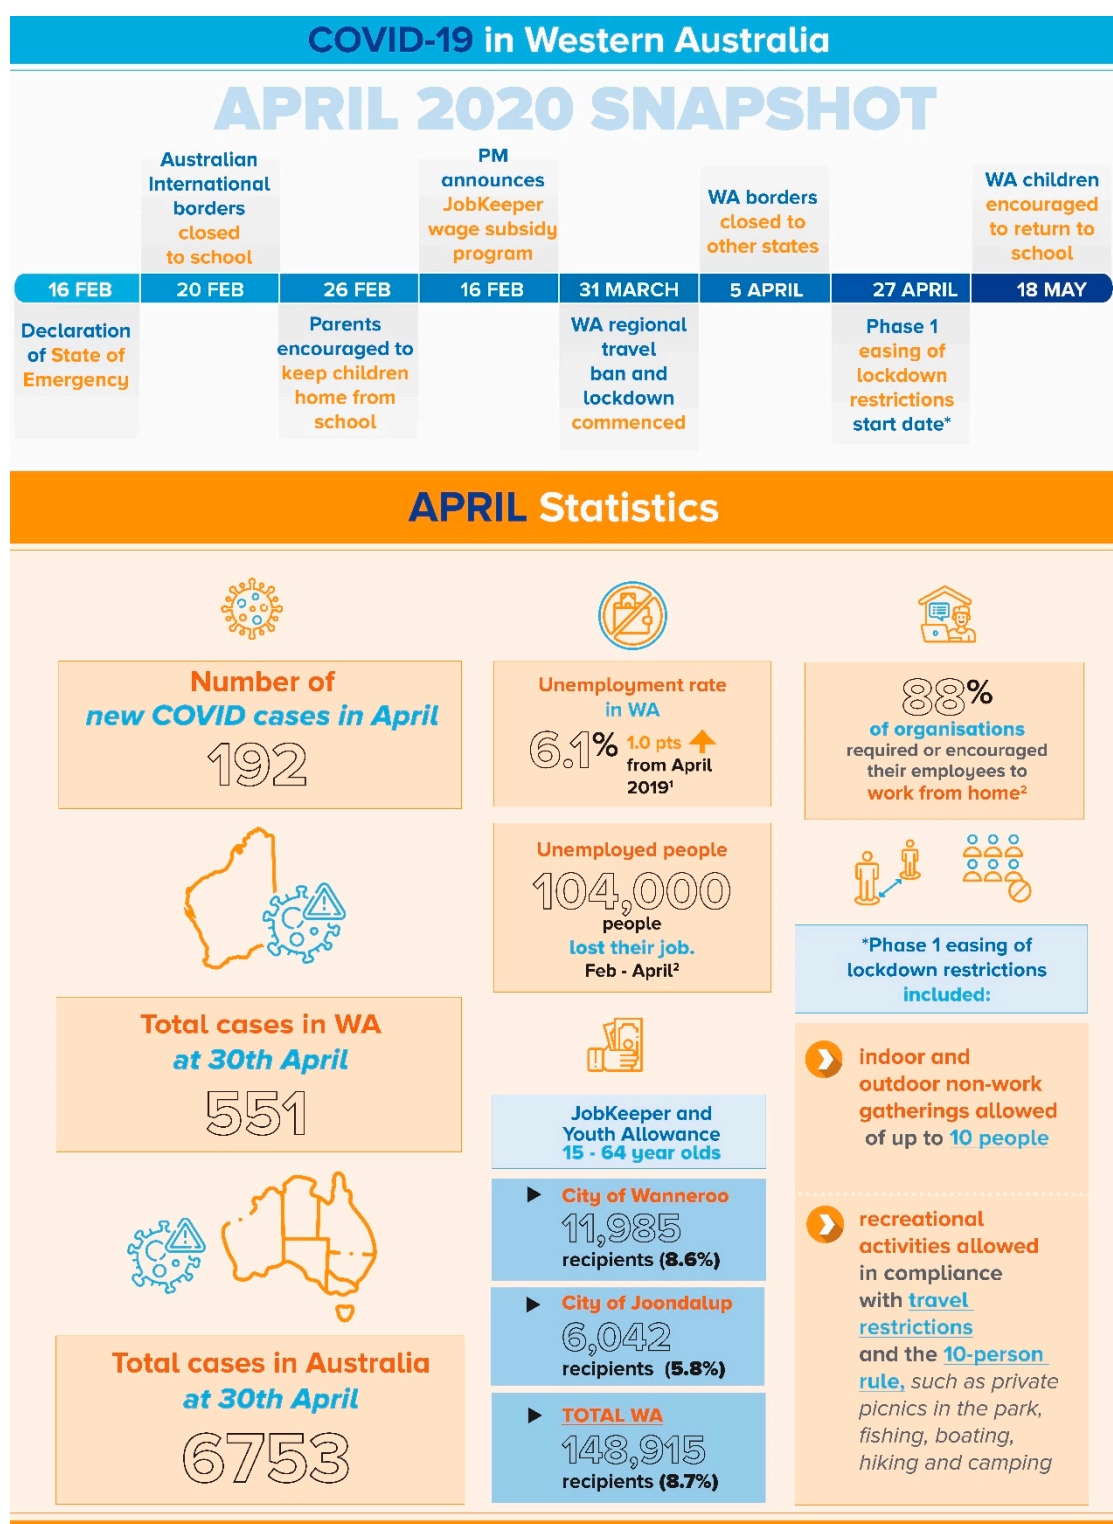 COVID-19 in Western Australia
APRIL 2020 SNAPSHOT
Australian
International
borders
closed
to school
PM
announces
JobKeeper
wage subsidy
program
WA borders
closed to
other states
WA children
encouraged
to return to
school
16 FEB
20 FEB
26 FEB
16 FEB
31 MARCH
5 APRIL
27 APRIL
18 MAY
Declaration
of State of
Emergency
Parents
encouraged to
keep children
home from
school
WA regional
travel
ban and
lockdown
commenced
Phase 1
easing of
lockdown
restrictions
start date*
APRIL Statistics
Number of
new COVID cases in April
192
Total cases in WA
at 30th April
551
Total cases in Australia
at 30th April
6753
Unemployment rate
in WA
6.1% 1.0 pts
from April
2019¹
Unemployed people
104,000
people
lost their job.
Feb - April²
JobKeeper and
Youth Allowance
15 - 64 year olds
City of Wanneroo
11,985
recipients (8.6%)
City of Joondalup
6,042
recipients (5.8%)
TOTAL WA
148,915
recipients (8.7%)
88%
of organisations
required or encouraged
their employees to
work from home²
*Phase 1 easing of
lockdown restrictions
included:
indoor and
outdoor non-work
gatherings allowed
of up to 10 people
recreational
activities allowed
in compliance
with travel
restrictions
and the 10-person
rule, such as private
picnics in the park,
fishing, boating,
hiking and camping